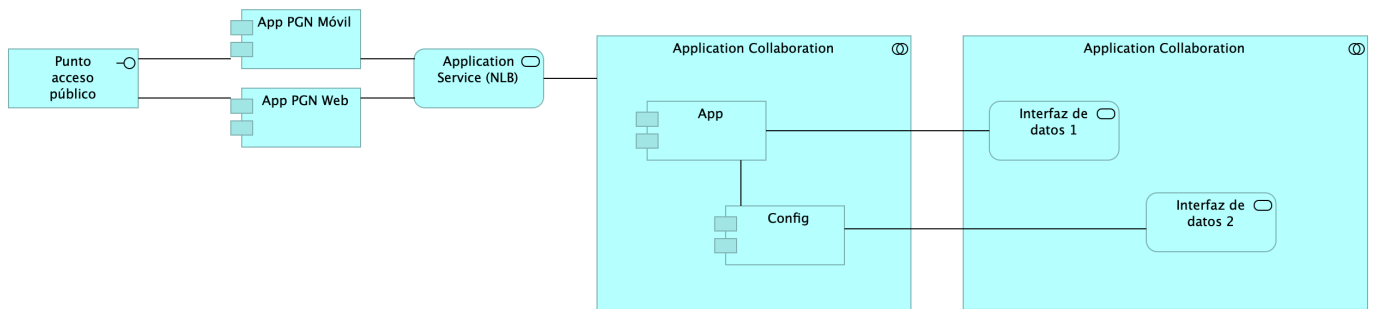 App PGN Móvil
Punto
acceso
público
App PGN Web
Application
Service (NLB)
Application Collaboration
App
Config
Application Collaboration
Interfaz de
datos 1
Interfaz de
datos 2